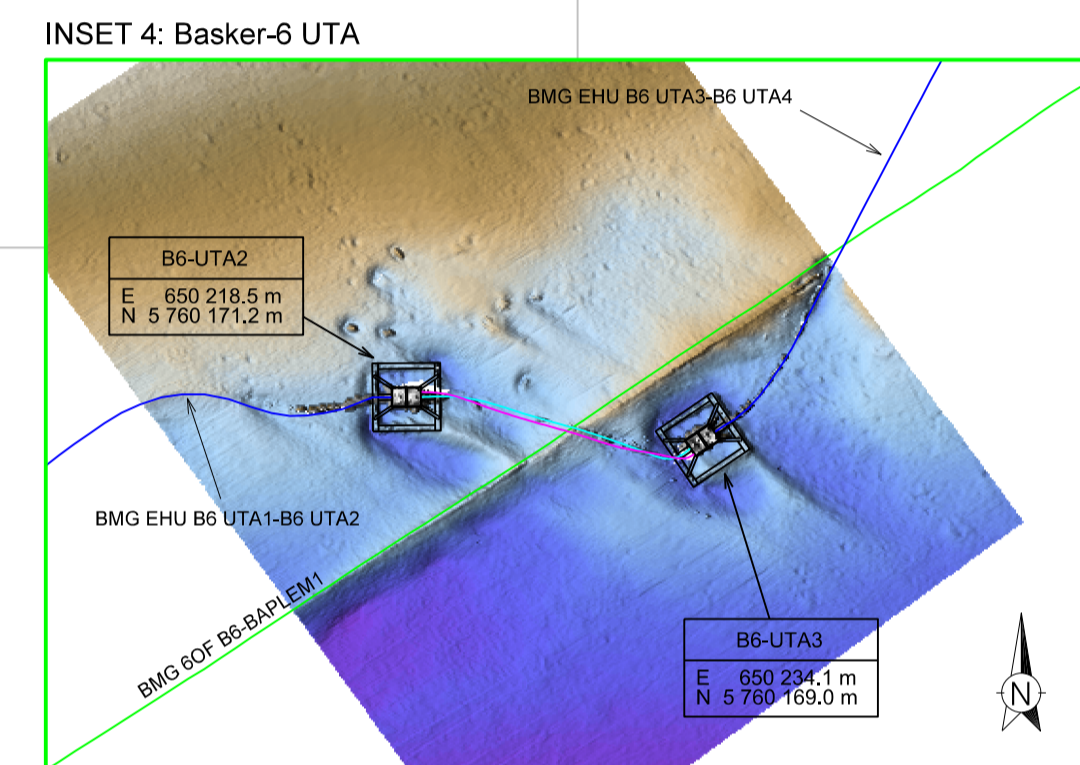 INSET 4: Basker-6 UTA
BMG EHU B6 UTA3-B6 UTA4
B6-UTA2
E 650 218.5 m
N 5 760 171.2 m
BMG EHU B6 UTA1-B6 UTA2
BMG 6OF B6-BAPLEM1
B6-UTA3
E 650 234.1 m
N 5 760 169.0 m
N